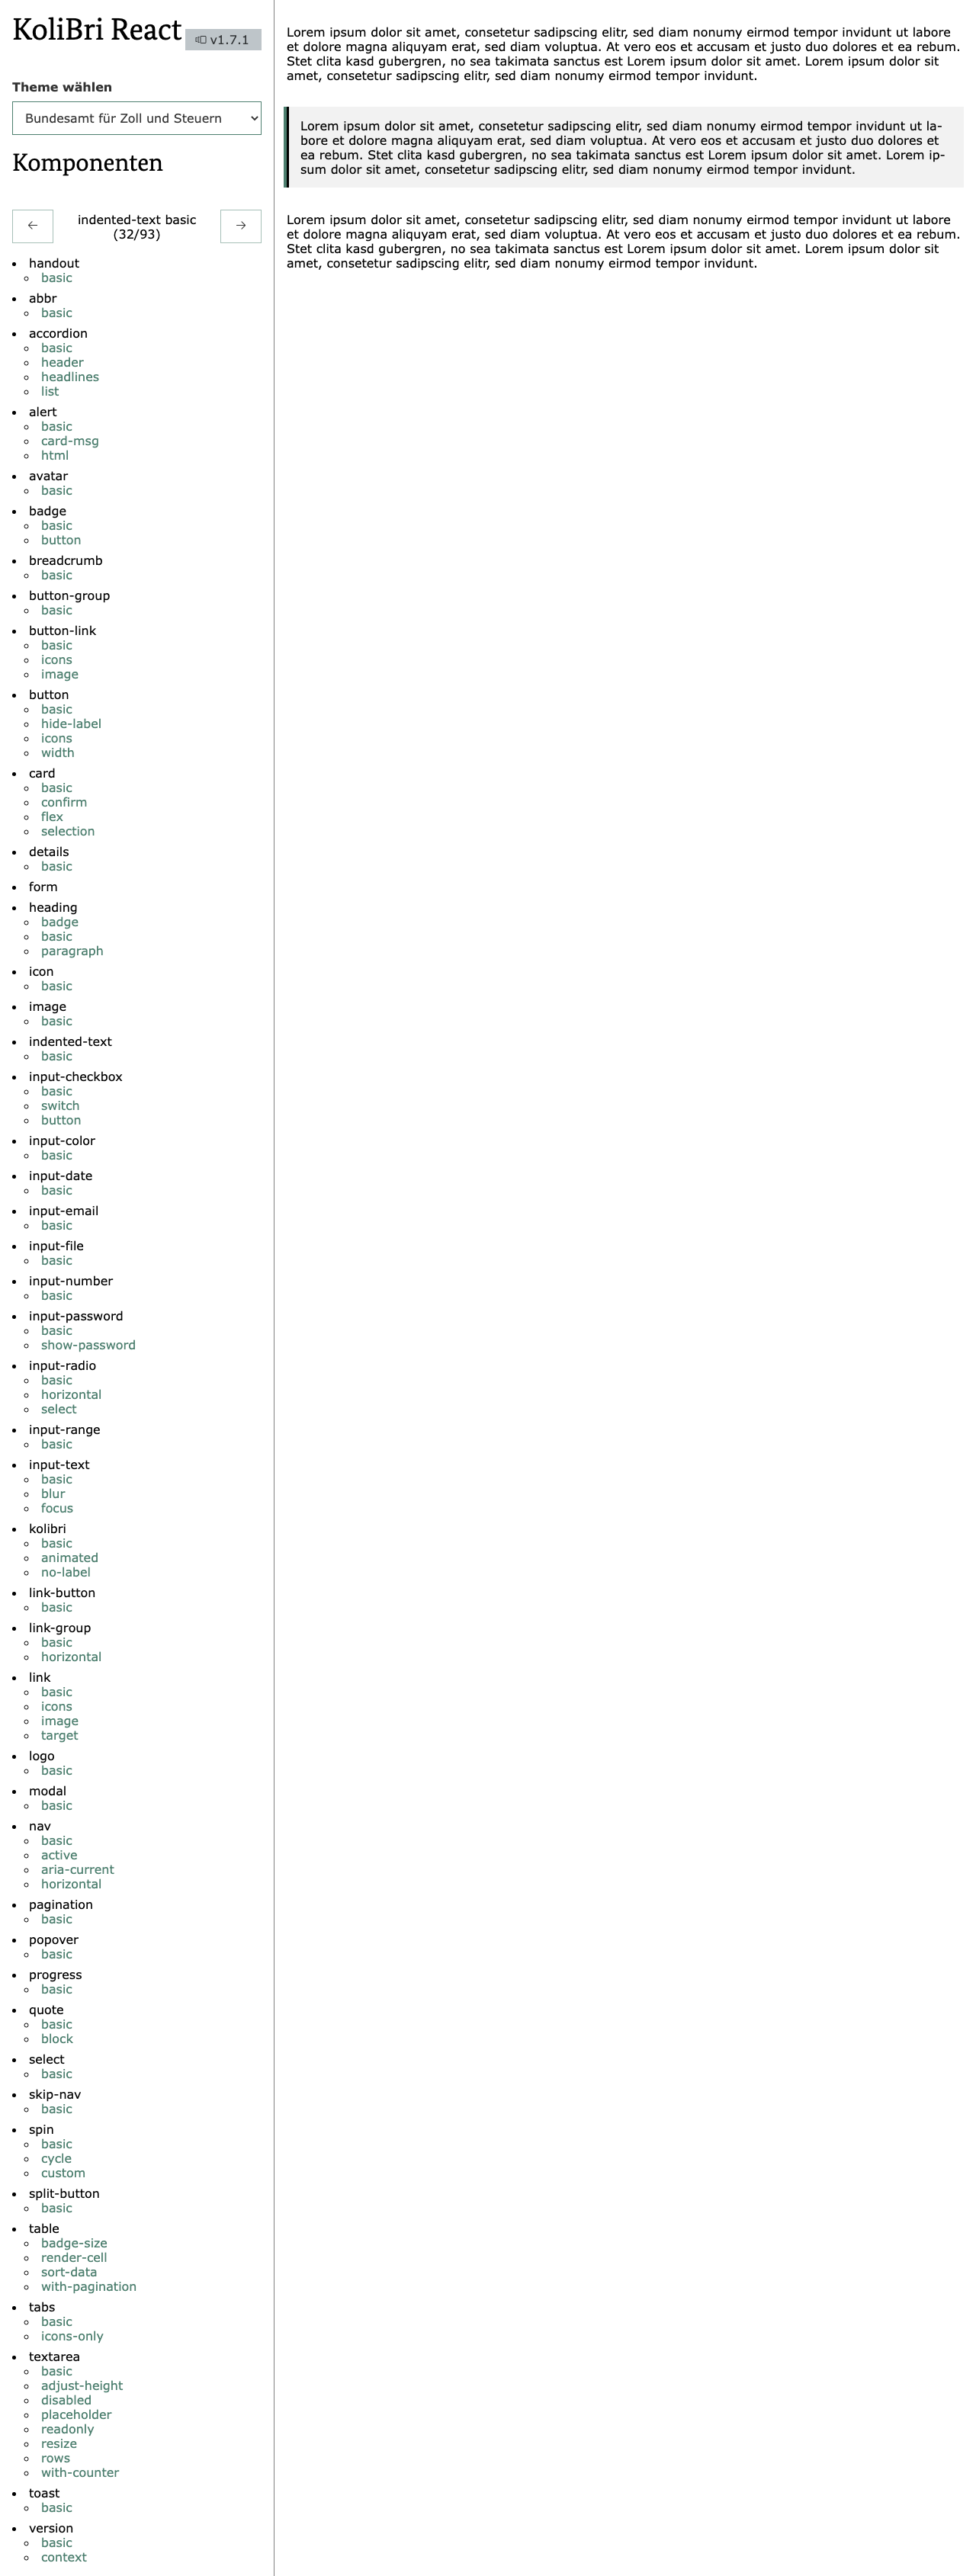 KoliBri React
v1.7.1
Theme wählen
Bundesamt für Zoll und Steuern
Komponenten
←
indented-text basic
(32/93)
→
handout
basic
abbr
basic
accordion
basic
header
headlines
list
alert
basic
card-msg
html
avatar
basic
badge
basic
button
breadcrumb
basic
button-group
basic
button-link
basic
icons
image
button
basic
hide-label
icons
width
card
basic
confirm
flex
selection
details
basic
form
heading
badge
basic
paragraph
icon
basic
image
basic
indented-text
basic
input-checkbox
basic
switch
button
input-color
basic
input-date
basic
input-email
basic
input-file
basic
input-number
basic
input-password
basic
show-password
input-radio
basic
horizontal
select
input-range
basic
input-text
basic
blur
focus
kolibri
basic
animated
no-label
link-button
basic
link-group
basic
horizontal
link
basic
icons
image
target
logo
basic
modal
basic
nav
basic
active
aria-current
horizontal
pagination
basic
popover
basic
progress
basic
quote
basic
block
select
basic
skip-nav
basic
spin
basic
cycle
custom
split-button
basic
table
badge-size
render-cell
sort-data
with-pagination
tabs
basic
icons-only
textarea
basic
adjust-height
disabled
placeholder
readonly
resize
rows
with-counter
toast
basic
version
basic
context
Lorem ipsum dolor sit amet, consetetur sadipscing elitr, sed diam nonumy eirmod tempor invidunt ut labore
et dolore magna aliquyam erat, sed diam voluptua. At vero eos et accusam et justo duo dolores et ea rebum.
Stet clita kasd gubergren, no sea takimata sanctus est Lorem ipsum dolor sit amet. Lorem ipsum dolor sit
amet, consetetur sadipscing elitr, sed diam nonumy eirmod tempor invidunt.
Lorem ipsum dolor sit amet, consetetur sadipscing elitr, sed diam nonumy eirmod tempor invidunt ut la-
bore et dolore magna aliquyam erat, sed diam voluptua. At vero eos et accusam et justo duo dolores et
ea rebum. Stet clita kasd gubergren, no sea takimata sanctus est Lorem ipsum dolor sit amet. Lorem ip-
sum dolor sit amet, consetetur sadipscing elitr, sed diam nonumy eirmod tempor invidunt.
Lorem ipsum dolor sit amet, consetetur sadipscing elitr, sed diam nonumy eirmod tempor invidunt ut labore
et dolore magna aliquyam erat, sed diam voluptua. At vero eos et accusam et justo duo dolores et ea rebum.
Stet clita kasd gubergren, no sea takimata sanctus est Lorem ipsum dolor sit amet. Lorem ipsum dolor sit
amet, consetetur sadipscing elitr, sed diam nonumy eirmod tempor invidunt.